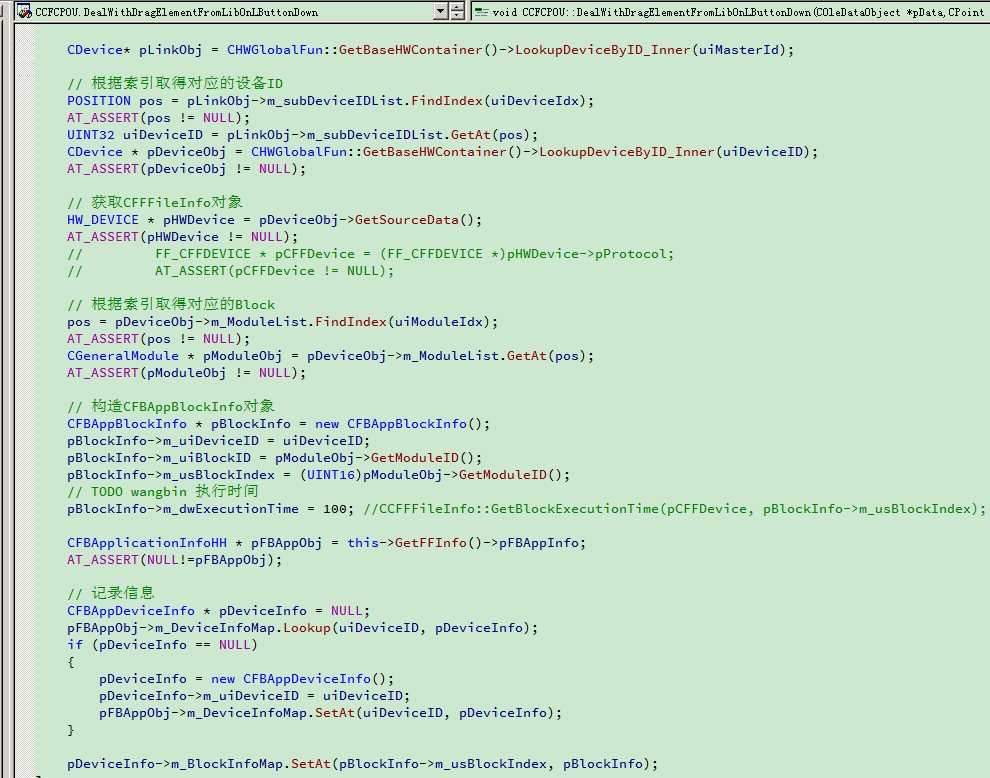 CCFCPOU.DealWithDragElementFromLibOnLButtonDown
void CCFCPOU::DealWithDragElementFromLibOnLButtonDown(COleDataObject *pData,CPoint
CDevice* pLinkObj = CHWGlobalFun::GetBaseHWContainer()->LookupDeviceByID_Inner(uiMasterId);
// 根据索引取得对应的设备ID
POSITION pos = pLinkObj->m_subDeviceIDList.FindIndex(uiDeviceIdx);
AT_ASSERT(pos != NULL);
UINT32 uiDeviceID = pLinkObj->m_subDeviceIDList.GetAt(pos);
CDevice * pDeviceObj = CHWGlobalFun::GetBaseHWContainer()->LookupDeviceByID_Inner(uiDeviceID);
AT_ASSERT(pDeviceObj != NULL);
// 获取CFFFileInfo对象
HW_DEVICE * pHWDevice = pDeviceObj->GetSourceData();
AT_ASSERT(pHWDevice != NULL);
// FF_CFFDEVICE * pCFFDevice = (FF_CFFDEVICE *)pHWDevice->pProtocol;
// AT_ASSERT(pCFFDevice != NULL);
// 根据索引取得对应的Block
pos = pDeviceObj->m_ModuleList.FindIndex(uiModuleIdx);
AT_ASSERT(pos != NULL);
CGeneralModule * pModuleObj = pDeviceObj->m_ModuleList.GetAt(pos);
AT_ASSERT(pModuleObj != NULL);
// 构造CFBAppBlockInfo对象
CFBAppBlockInfo * pBlockInfo = new CFBAppBlockInfo();
pBlockInfo->m_uiDeviceID = uiDeviceID;
pBlockInfo->m_uiBlockID = pModuleObj->GetModuleID();
pBlockInfo->m_usBlockIndex = (UINT16)pModuleObj->GetModuleID();
// TODO wangbin 执行时间
pBlockInfo->m_dwExecutionTime = 100; //CCFFFileInfo::GetBlockExecutionTime(pCFFDevice, pBlockInfo->m_usBlockIndex);
CFBApplicationInfoHH * pFBAppObj = this->GetFFInfo()->pFBAppInfo;
AT_ASSERT(NULL!=pFBAppObj);
// 记录信息
CFBAppDeviceInfo * pDeviceInfo = NULL;
pFBAppObj->m_DeviceInfoMap.Lookup(uiDeviceID, pDeviceInfo);
if (pDeviceInfo == NULL)
{
pDeviceInfo = new CFBAppDeviceInfo();
pDeviceInfo->m_uiDeviceID = uiDeviceID;
pFBAppObj->m_DeviceInfoMap.SetAt(uiDeviceID, pDeviceInfo);
}
pDeviceInfo->m_BlockInfoMap.SetAt(pBlockInfo->m_usBlockIndex, pBlockInfo);